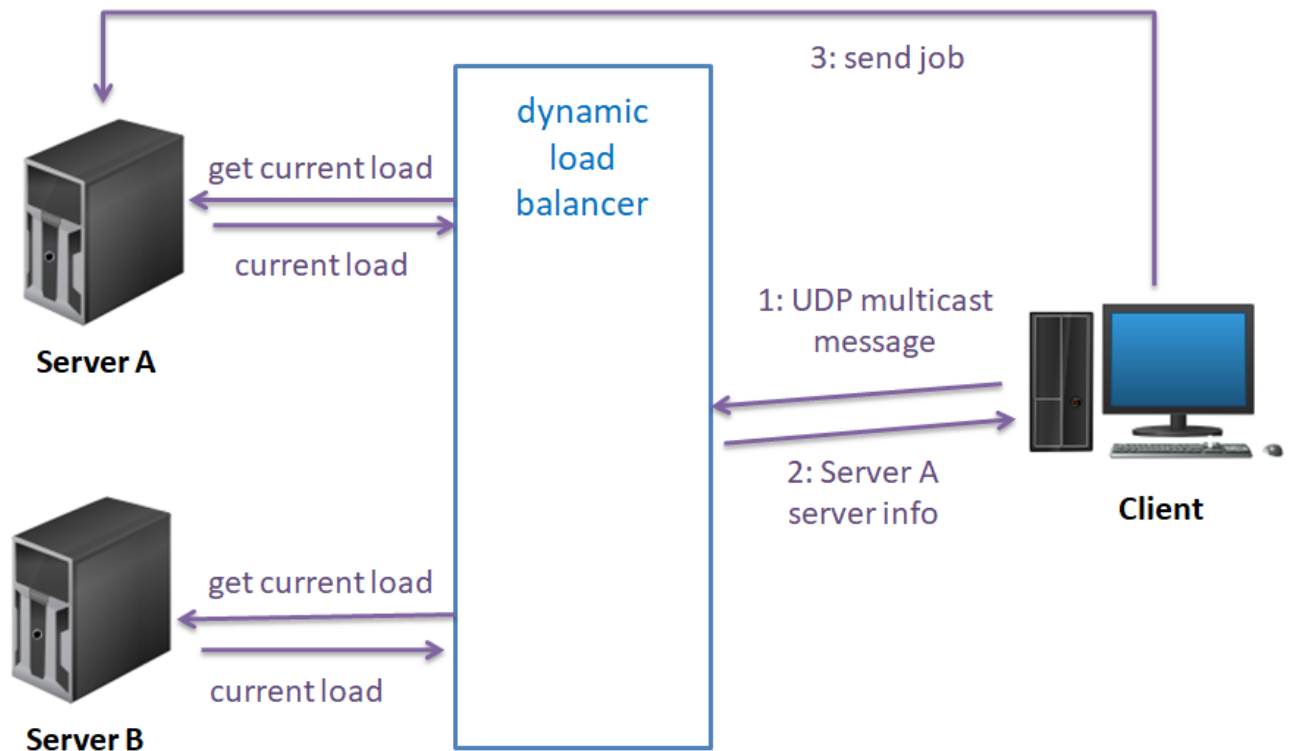 3: send job
dynamic
load
balancer
get current load
current load
Server A
1: UDP multicast
message
2: Server A
server info
Client
get current load
current load
Server B